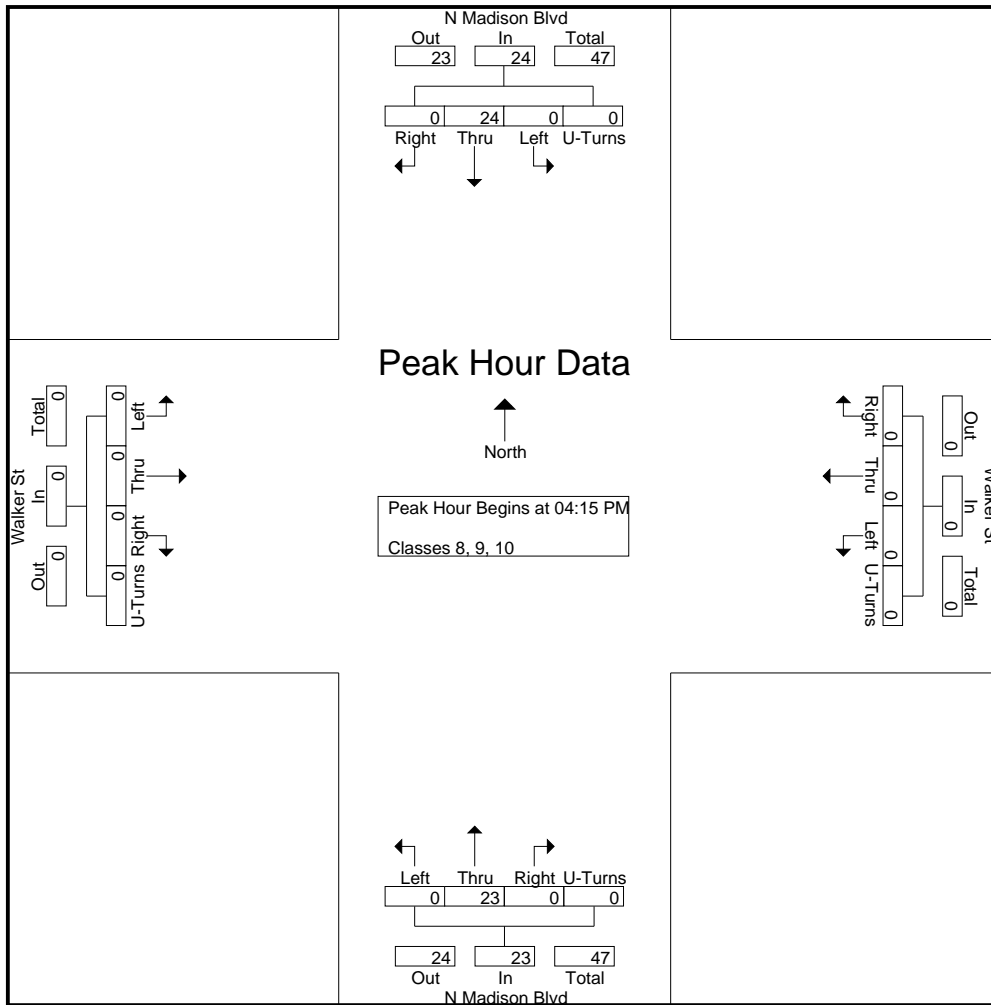 N Madison Blvd
Out In Total
23 24 47
0 24 0 0
Right Thru Left U-Turns
Peak Hour Data
North
Peak Hour Begins at 04:15 PM
Classes 8, 9, 10
Walker St
Total In Out
0 0 0
0 0 0 0
Left Thru Right U-Turns
Walker St
Out In Total
0 0 0
0 0 0 0
Right Thru Left U-Turns
Left Thru Right U-Turns
0 23 0 0
24 23 47
Out In Total
N Madison Blvd